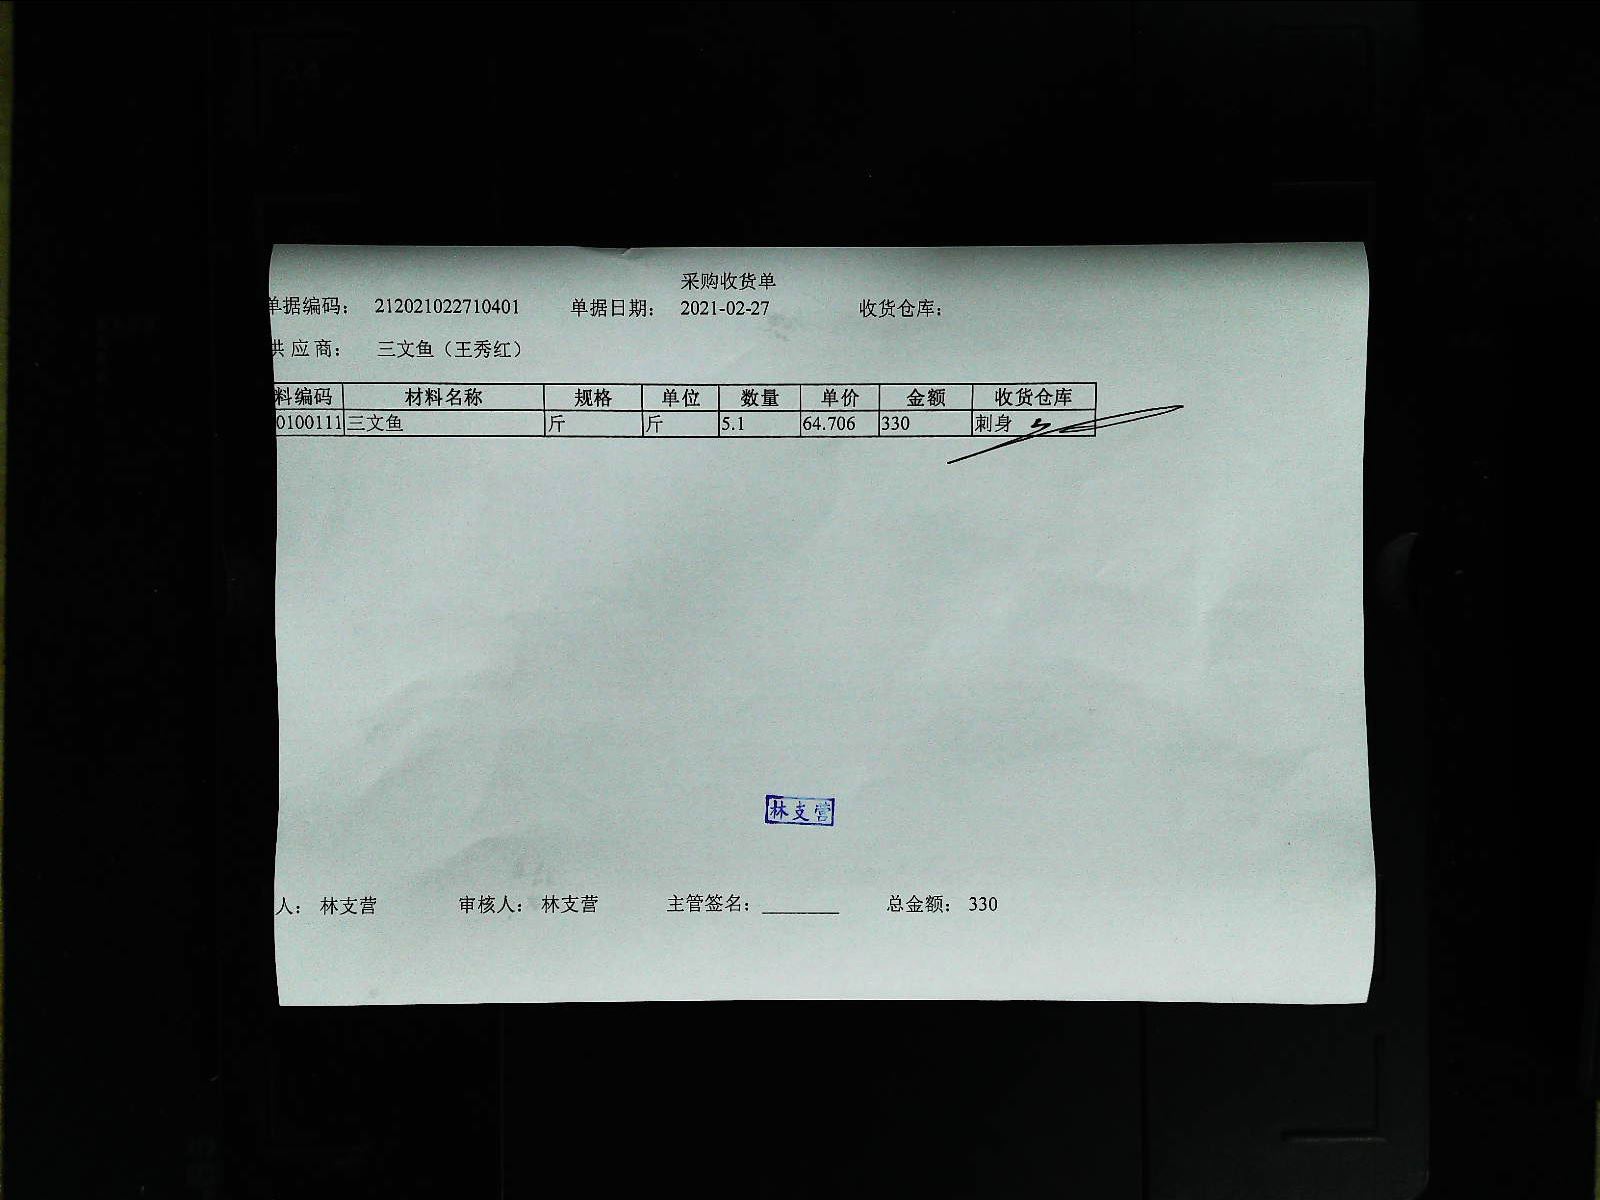 采购收货单
单据编码： 212021022710401 单据日期： 2021-02-27 收货仓库：
供 应 商： 三文鱼（王秀红）
料编码 材料名称 规格 单位 数量 单价 金额 收货仓库
0100111 三文鱼 斤 斤 5.1 64.706 330 刺身
林支营
人： 林支营 审核人： 林支营 主管签名：________ 总金额： 330